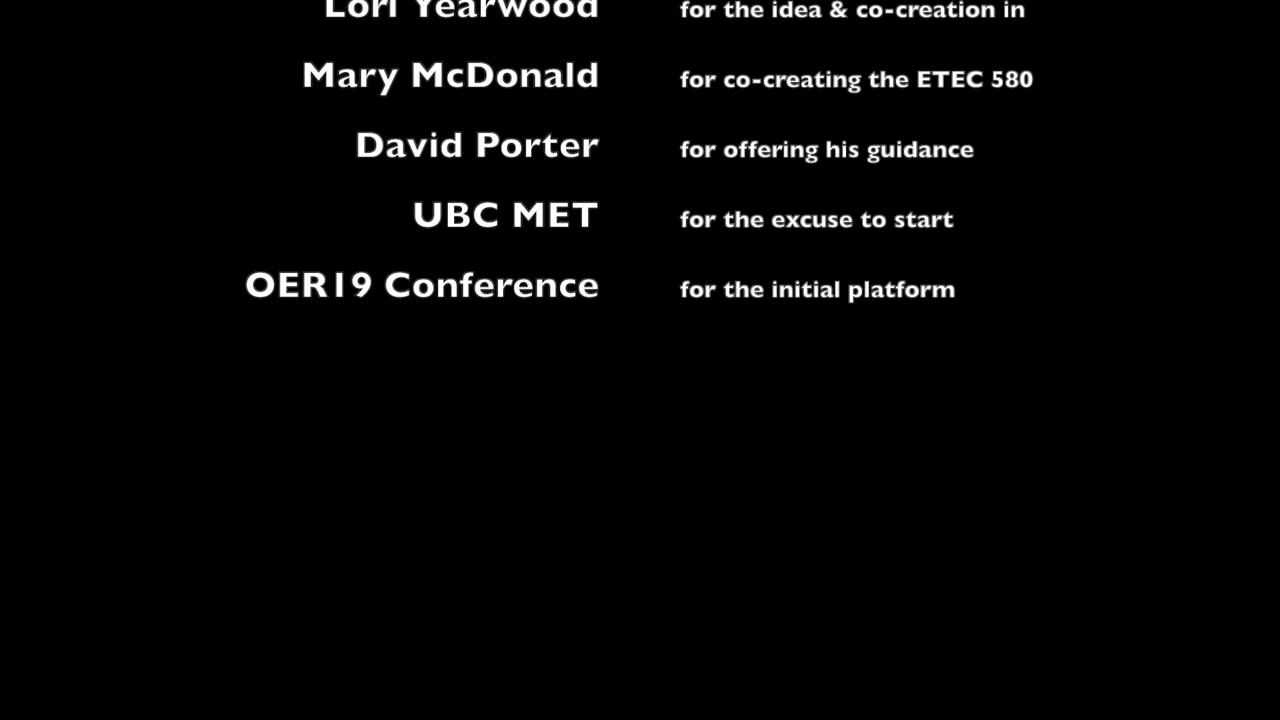 Lori Yearwood for the idea & co-creation in
Mary McDonald for co-creating the ETEC 580
David Porter for offering his guidance
UBC MET for the excuse to start
OER19 Conference for the initial platform